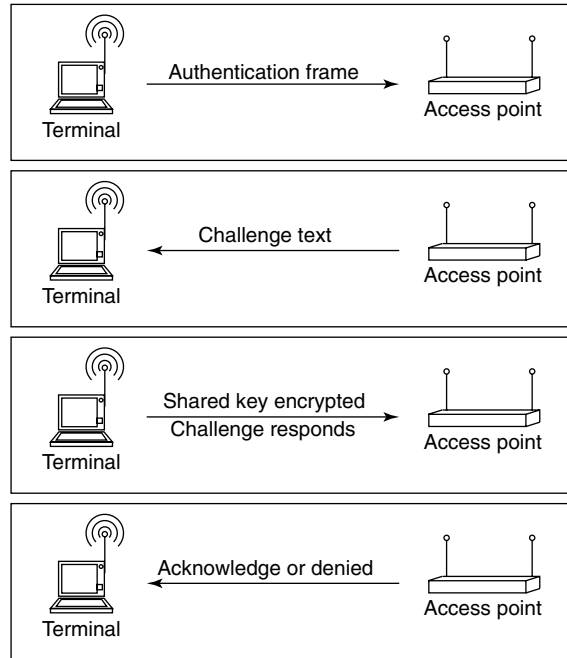 Authentication frame
Terminal
Access point
Challenge text
Terminal
Access point
Shared key encrypted
Challenge responds
Terminal
Access point
Acknowledge or denied
Terminal
Access point